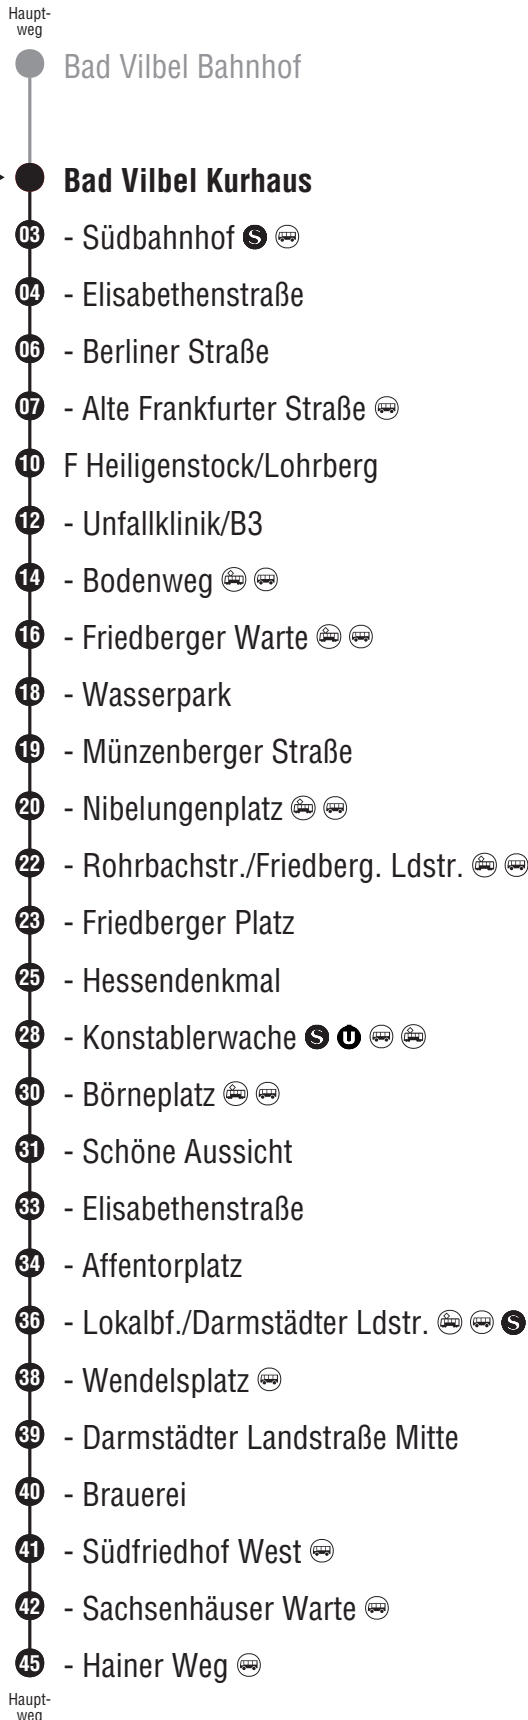 Haupt-
weg
Bad Vilbel Bahnhof
Bad Vilbel Kurhaus
03 - Südbahnhof S
04 - Elisabethenstraße
06 - Berliner Straße
07 - Alte Frankfurter Straße
10 F Heiligenstock/Lohrberg
12 - Unfallklinik/B3
14 - Bodenweg
16 - Friedberger Warte
18 - Wasserpark
19 - Münzenberger Straße
20 - Nibelungenplatz
22 - Rohrbachstr./Friedberg. Ldstr.
23 - Friedberger Platz
25 - Hessendenkmal
28 - Konstablerwache S U
30 - Börneplatz
31 - Schöne Aussicht
33 - Elisabethenstraße
34 - Affentorplatz
36 - Lokalbf./Darmstädter Ldstr. S
38 - Wendelsplatz
39 - Darmstädter Landstraße Mitte
40 - Brauerei
41 - Südfriedhof West
42 - Sachsenhäuser Warte
45 - Hainer Weg
Haupt-
weg